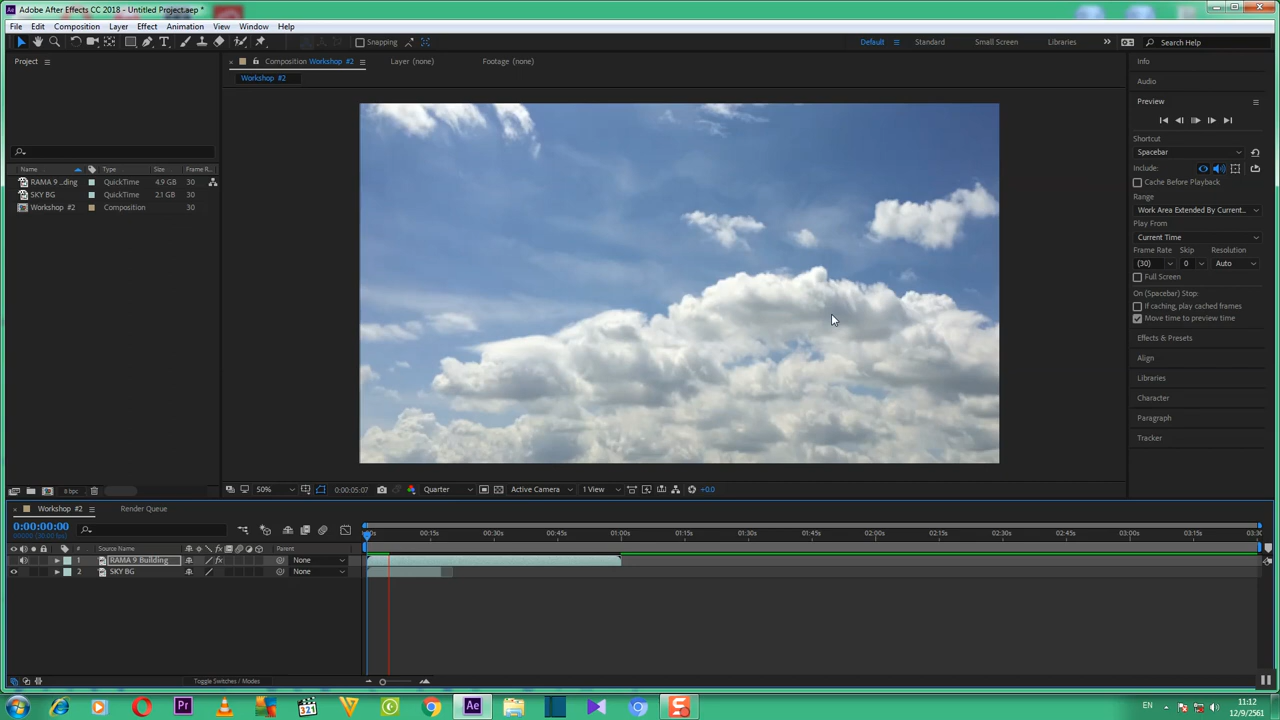 Adobe After Effects CC 2018 - Untitled Project.aep *
File Edit Composition Layer Effect Animation View Window Help
Snapping
Default Standard Small Screen Libraries Search Help
Project
Composition Workshop #2 Layer (none) Footage (none)
Workshop #2
Name Type Size Frame R...
RAMA 9 ...ding QuickTime 4.9 GB 30
SKY BG QuickTime 2.1 GB 30
Workshop #2 Composition 30
8 bpc
50% 0:00:05:07 Quarter Active Camera 1 View +0.0
Info
Audio
Preview
Shortcut
Spacebar
Include:
Cache Before Playback
Range
Work Area Extended By Current...
Play From
Current Time
Frame Rate Skip Resolution
(30) 0 Auto
Full Screen
On (Spacebar) Stop:
If caching, play cached frames
Move time to preview time
Effects & Presets
Align
Libraries
Character
Paragraph
Tracker
Workshop #2 Render Queue
0:00:00:00
00:15s 00:30s 00:45s 01:00s 01:15s 01:30s 01:45s 02:00s 02:15s 02:30s 02:45s 03:00s 03:15s
# Source Name Parent
1 RAMA 9 Building None
2 SKY BG None
Toggle Switches / Modes
EN 11:12
12/9/2561